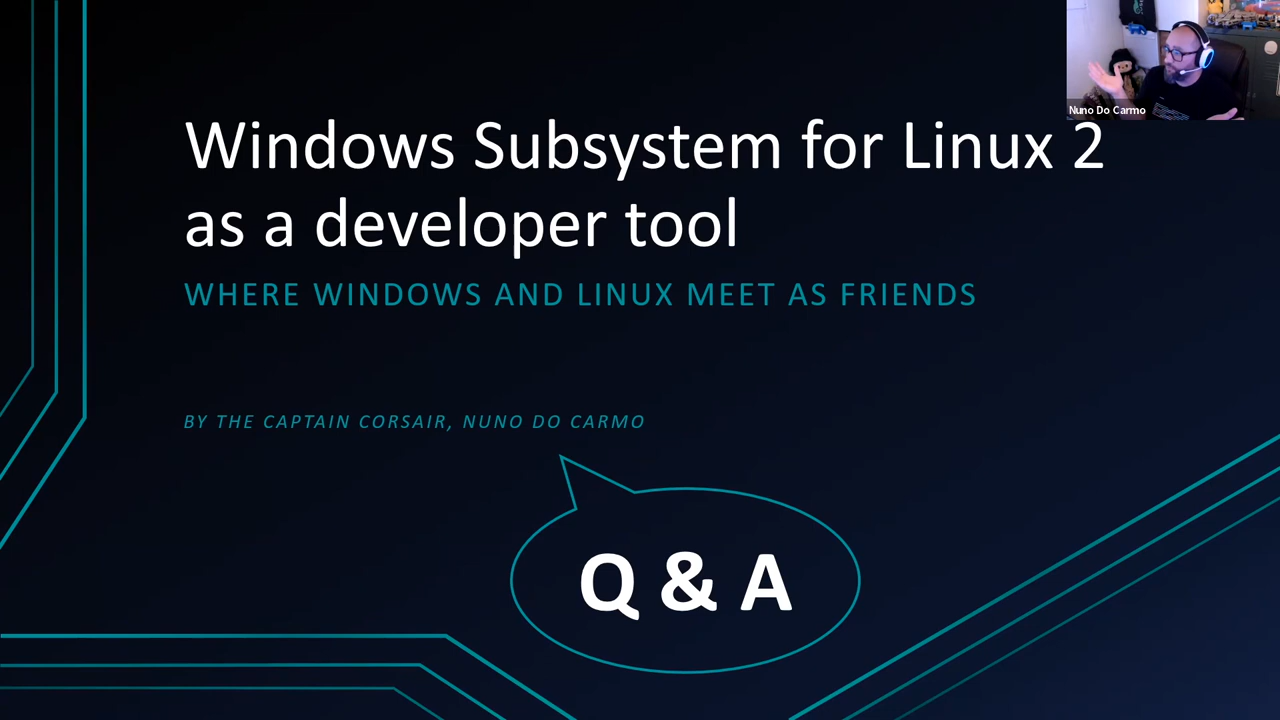 Nuno Do Carmo
Windows Subsystem for Linux 2
as a developer tool
WHERE WINDOWS AND LINUX MEET AS FRIENDS
BY THE CAPTAIN CORSAIR, NUNO DO CARMO
Q & A